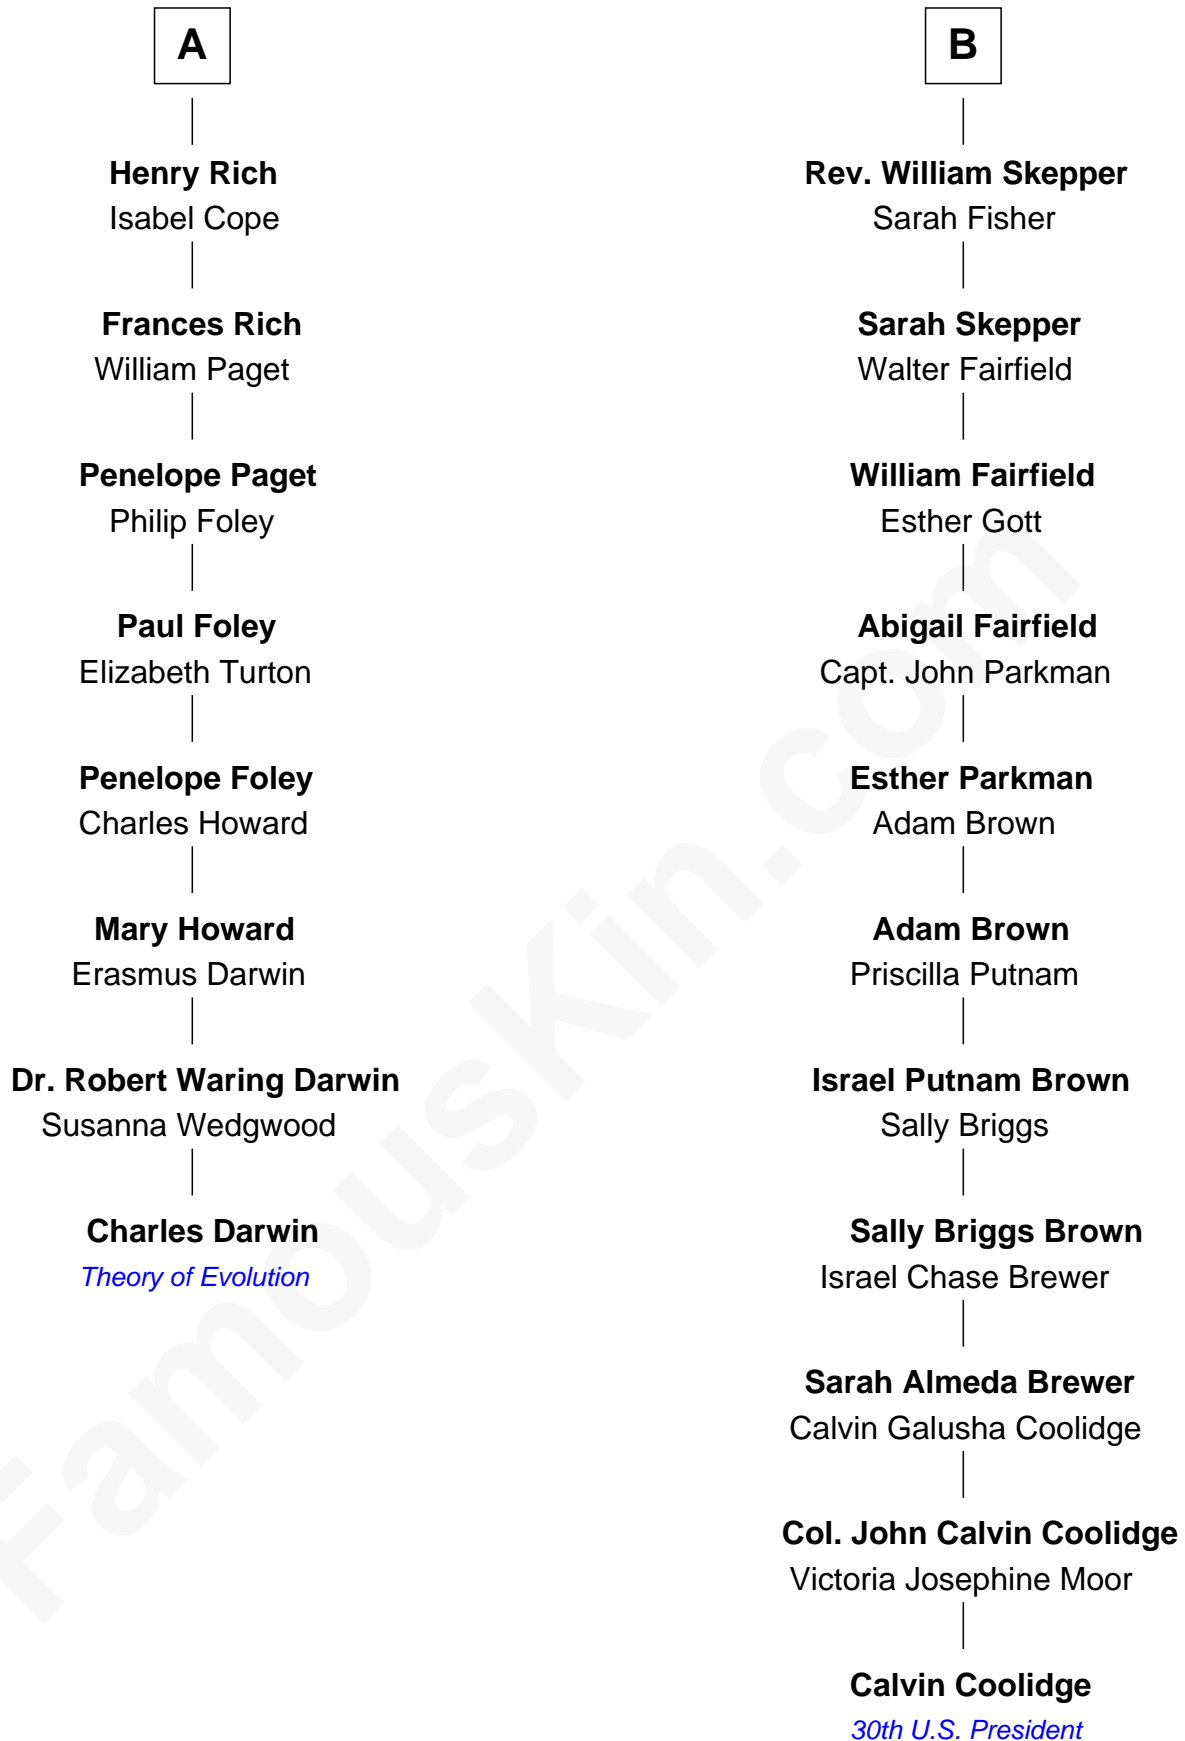 A
Henry Rich
Isabel Cope
Frances Rich
William Paget
Penelope Paget
Philip Foley
Paul Foley
Elizabeth Turton
Penelope Foley
Charles Howard
Mary Howard
Erasmus Darwin
Dr. Robert Waring Darwin
Susanna Wedgwood
Charles Darwin
Theory of Evolution
B
Rev. William Skepper
Sarah Fisher
Sarah Skepper
Walter Fairfield
William Fairfield
Esther Gott
Abigail Fairfield
Capt. John Parkman
Esther Parkman
Adam Brown
Adam Brown
Priscilla Putnam
Israel Putnam Brown
Sally Briggs
Sally Briggs Brown
Israel Chase Brewer
Sarah Almeda Brewer
Calvin Galusha Coolidge
Col. John Calvin Coolidge
Victoria Josephine Moor
Calvin Coolidge
30th U.S. President
FamousKin.com